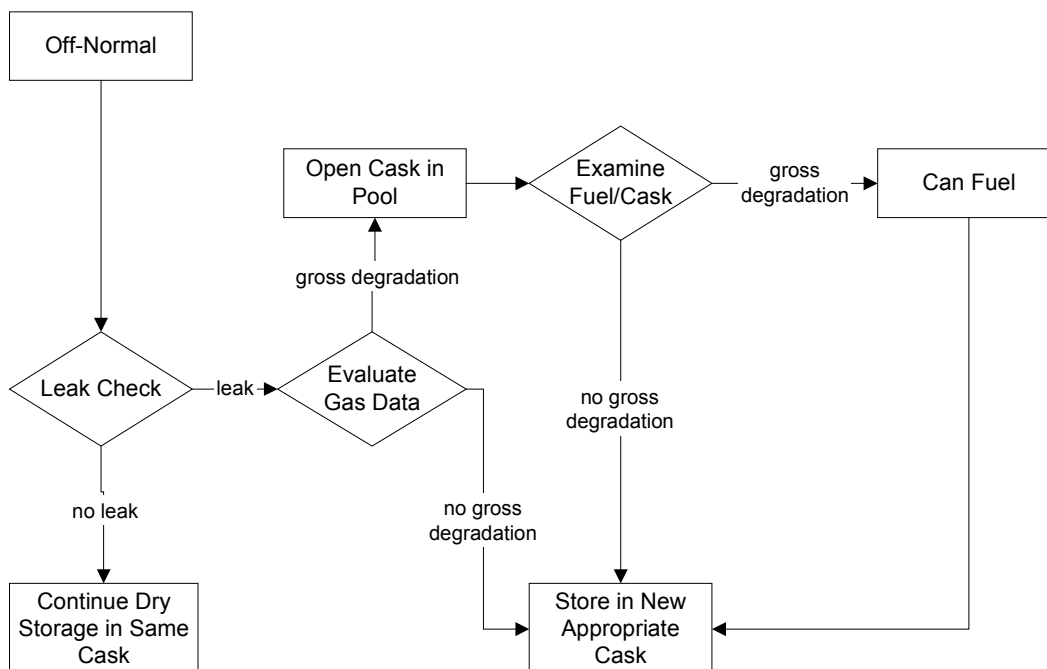 Off-Normal
Open Cask in
Pool
Examine
Fuel/Cask
gross
degradation
Can Fuel
gross degradation
Leak Check
leak
Evaluate
Gas Data
no gross
degradation
no leak
no gross
degradation
Continue Dry
Storage in Same
Cask
Store in New
Appropriate
Cask